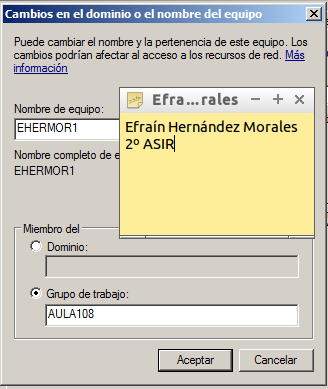 Cambios en el dominio o el nombre del equipo
Puede cambiar el nombre y la pertenencia de este equipo. Los
cambios podrían afectar al acceso a los recursos de red. Más
información
Nombre de equipo:
EHERMOR1
Nombre completo de e
EHERMOR1
Efra...rales
Efraín Hernández Morales
2º ASIR
Miembro del
Dominio:
Grupo de trabajo:
AULA108
Aceptar
Cancelar